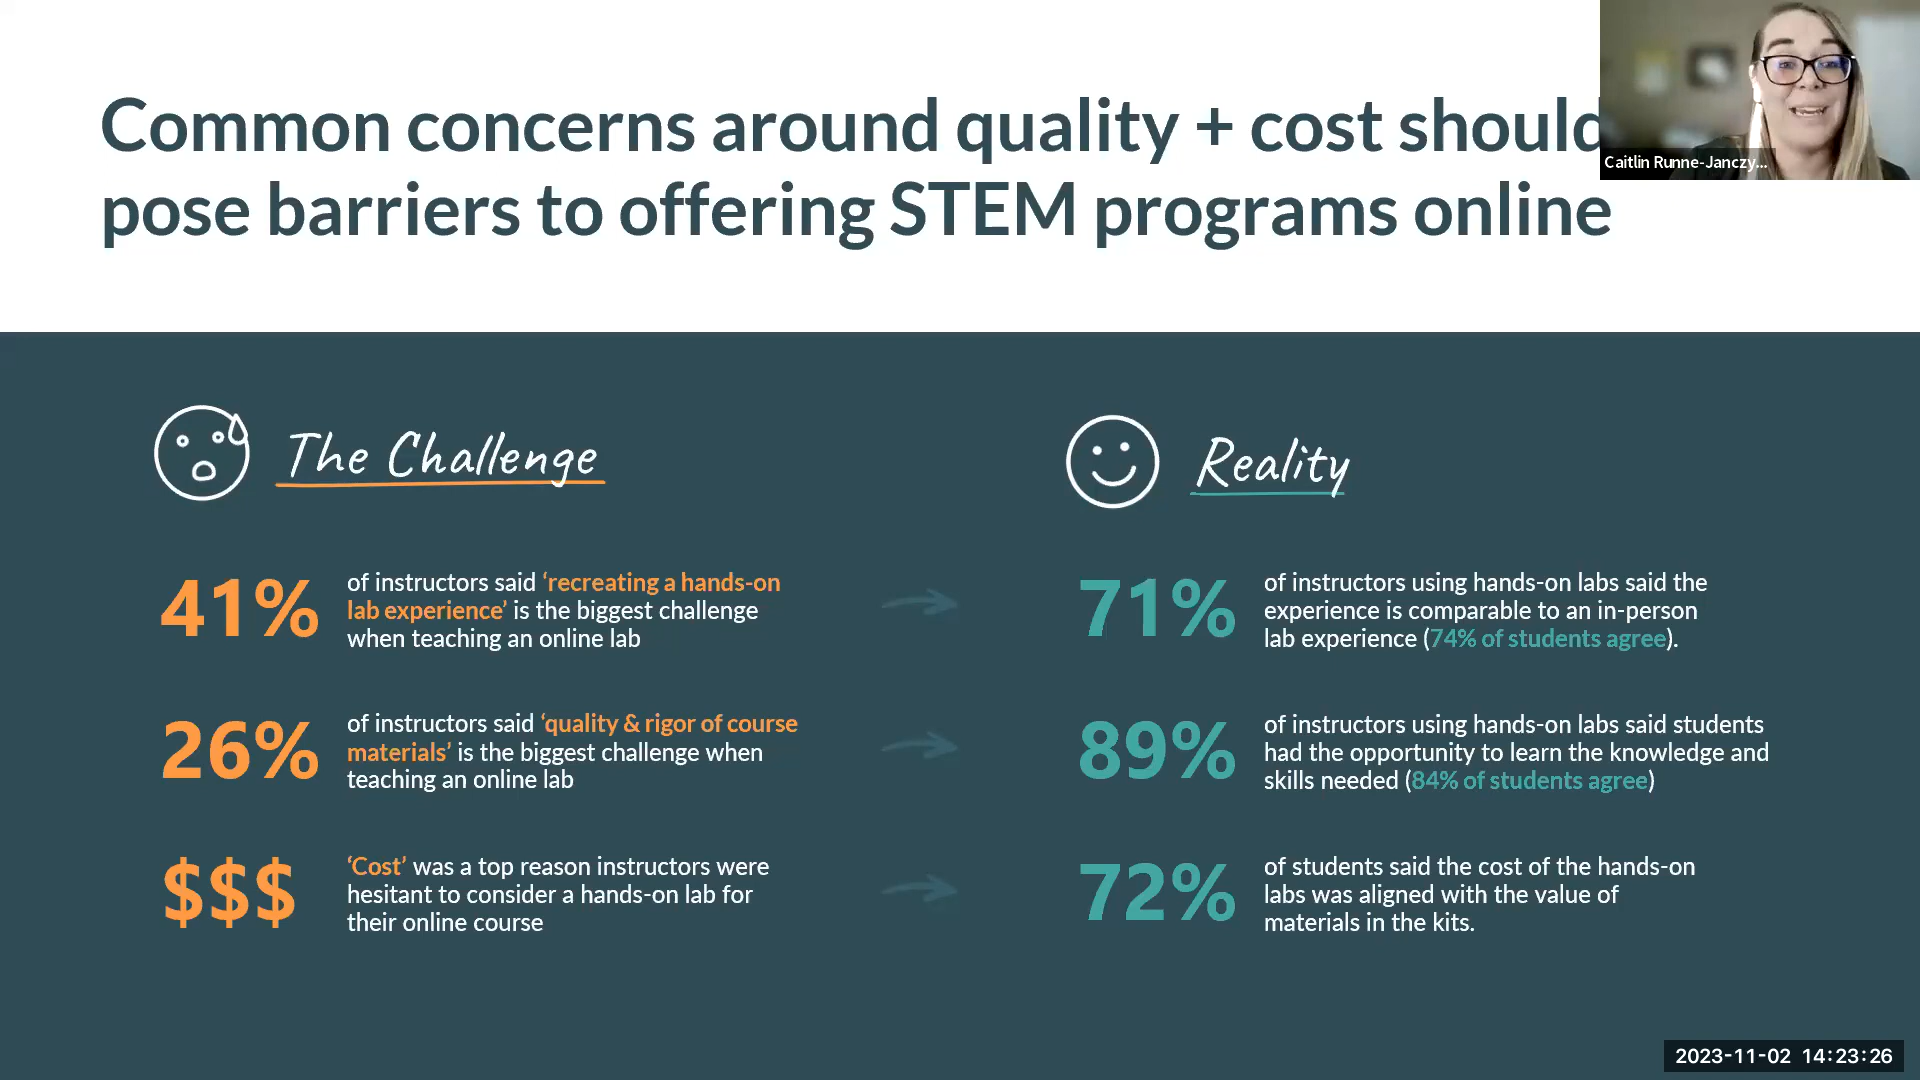 Common concerns around quality + cost should
pose barriers to offering STEM programs online
Caitlin Runne-Janczy...
The Challenge
41%
of instructors said ‘recreating a hands-on
lab experience’ is the biggest challenge
when teaching an online lab
26%
of instructors said ‘quality & rigor of course
materials’ is the biggest challenge when
teaching an online lab
$$$
‘Cost’ was a top reason instructors were
hesitant to consider a hands-on lab for
their online course
Reality
71%
of instructors using hands-on labs said the
experience is comparable to an in-person
lab experience (74% of students agree).
89%
of instructors using hands-on labs said students
had the opportunity to learn the knowledge and
skills needed (84% of students agree)
72%
of students said the cost of the hands-on
labs was aligned with the value of
materials in the kits.
2023-11-02 14:23:26